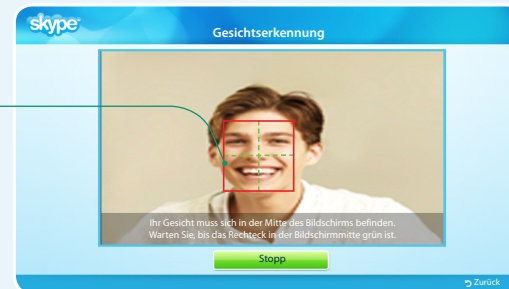 skype
Gesichtserkennung
Ihr Gesicht muss sich in der Mitte des Bildschirms befinden.
Warten Sie, bis das Rechteck in der Bildschirmmitte grün ist.
Stopp
Zurück